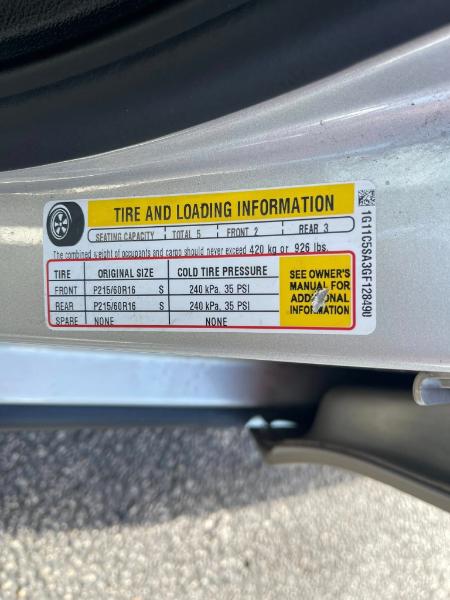 TIRE AND LOADING INFORMATION
SEATING CAPACITY TOTAL 5 FRONT 2 REAR 3
The combined weight of occupants and cargo should never exceed 420 kg or 926 lbs.
TIRE ORIGINAL SIZE COLD TIRE PRESSURE
FRONT P215/60R16 S 240 kPa. 35 PSI
REAR P215/60R16 S 240 kPa. 35 PSI
SPARE NONE NONE
SEE OWNER'S
MANUAL FOR
ADDITIONAL
INFORMATION
1G11C5SA3GF128490